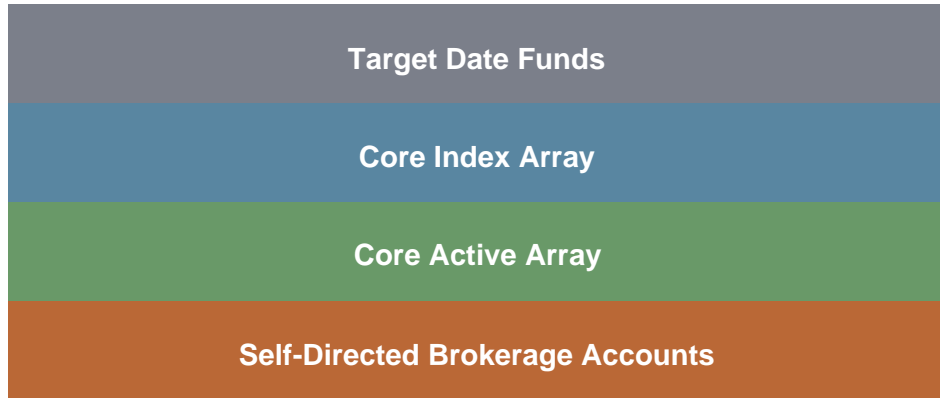 Target Date Funds
Core Index Array
Core Active Array
Self-Directed Brokerage Accounts